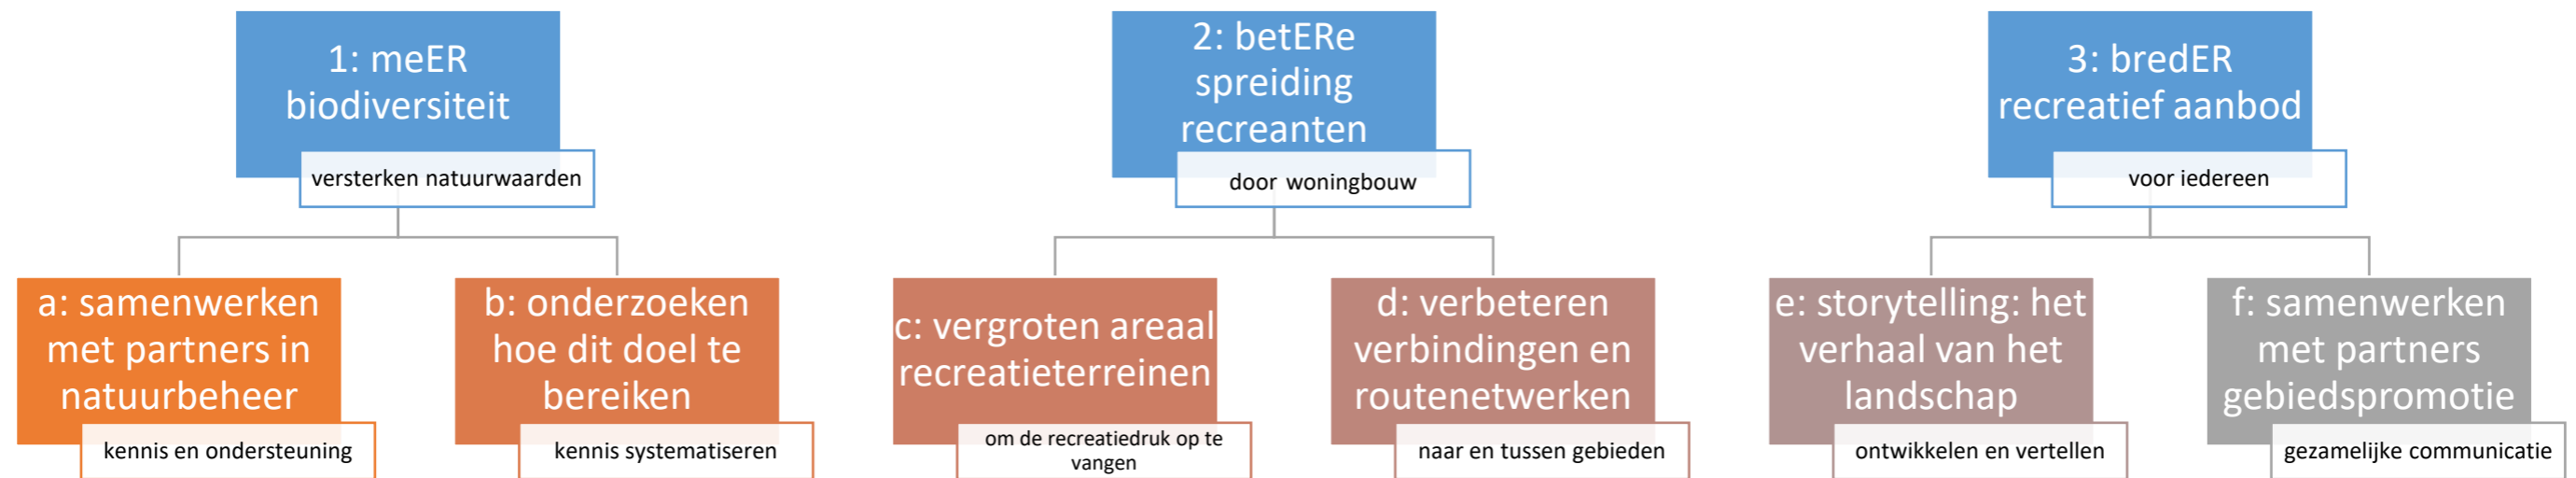 1: meER
biodiversiteit
versterken natuurwaarden
2: betERe
spreiding
recreanten
door woningbouw
3: bredER
recreatief aanbod
voor iedereen
a: samenwerken
met partners in
natuurbeheer
kennis en ondersteuning
b: onderzoeken
hoe dit doel te
bereiken
kennis systematiseren
c: vergroten areaal
recreatieterreinen
om de recreatiedruk op te
vangen
d: verbeteren
verbindingen en
routenetwerken
naar en tussen gebieden
e: storytelling: het
verhaal van het
landschap
ontwikkelen en vertellen
f: samenwerken
met partners
gebiedspromotie
gezamelijke communicatie